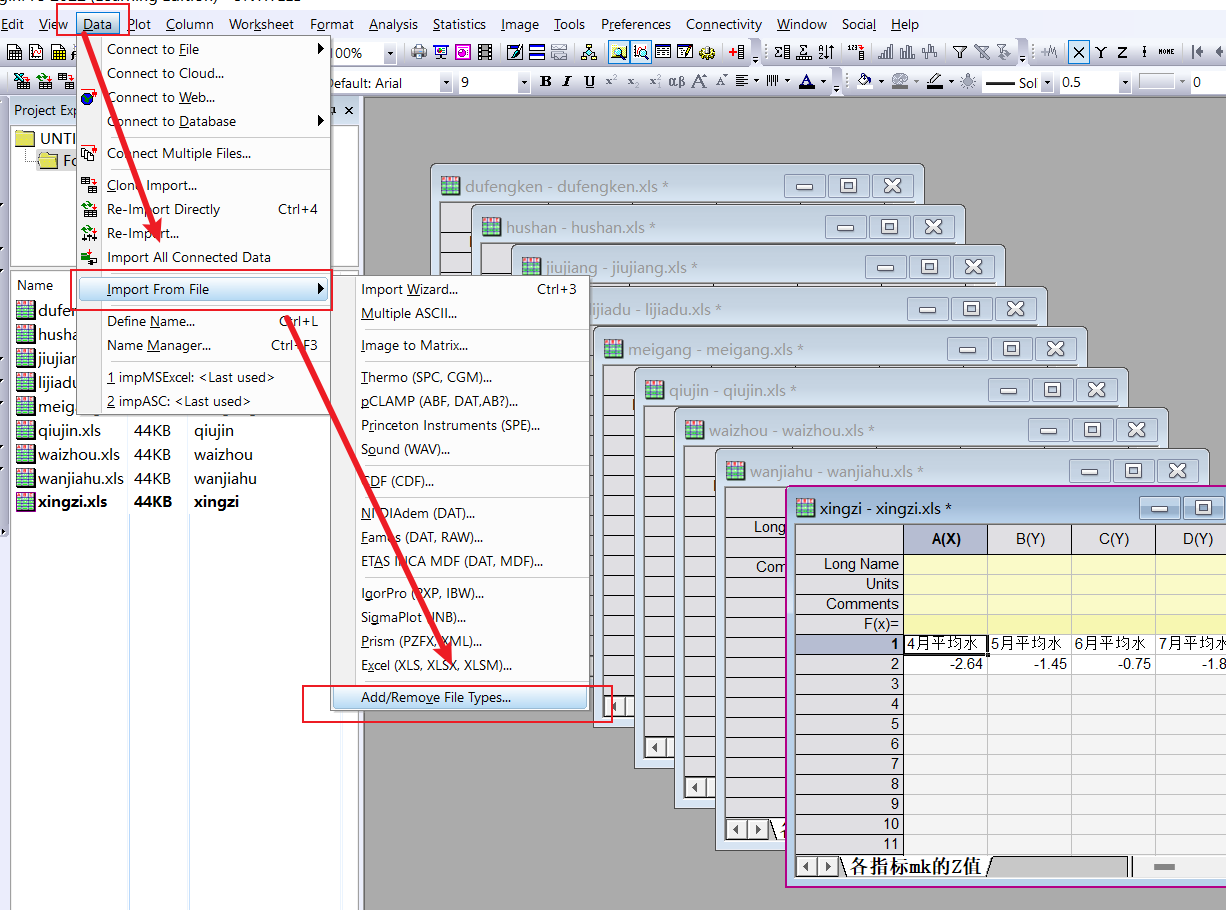 Edit View Data Plot Column Worksheet Format Analysis Statistics Image Tools Preferences Connectivity Window Social Help
100%
Default: Arial 9 B I U αβ A A A Sol 0.5 0
X Y Z HOME
Project Exp
UNTI
Fo
Name
dufen
husha
jiujiar
lijiadu
meig
qiujin.xls 44KB qiujin
waizhou.xls 44KB waizhou
wanjiahu.xls 44KB wanjiahu
xingzi.xls 44KB xingzi
Connect to File
Connect to Cloud...
Connect to Web...
Connect to Database
Connect Multiple Files...
Clone Import...
Re-Import Directly Ctrl+4
Re-Import...
Import All Connected Data
Import From File
Define Name... Ctrl+L
Name Manager... Ctrl+F3
1 impMSExcel: <Last used>
2 impASC: <Last used>
Import Wizard... Ctrl+3
Multiple ASCII...
Image to Matrix...
Thermo (SPC, CGM)...
pCLAMP (ABF, DAT,AB?)...
Princeton Instruments (SPE)...
Sound (WAV)...
CDF (CDF)...
NI DIAdem (DAT)...
Famos (DAT, RAW)...
ETAS INCA MDF (DAT, MDF)...
IgorPro (PXP, IBW)...
SigmaPlot (JNB)...
Prism (PZFX, XML)...
Excel (XLS, XLSX, XLSM)...
Add/Remove File Types...
dufengken - dufengken.xls *
hushan - hushan.xls *
jiujiang - jiujiang.xls *
lijiadu - lijiadu.xls *
meigang - meigang.xls *
qiujin - qiujin.xls *
waizhou - waizhou.xls *
wanjiahu - wanjiahu.xls *
Long
Com
xingzi - xingzi.xls *
A(X) B(Y) C(Y) D(Y)
Long Name
Units
Comments
F(x)=
1 4月平均水 5月平均水 6月平均水 7月平均水
2 -2.64 -1.45 -0.75 -1.8
3
4
5
6
7
8
9
10
11
各指标mk的Z值